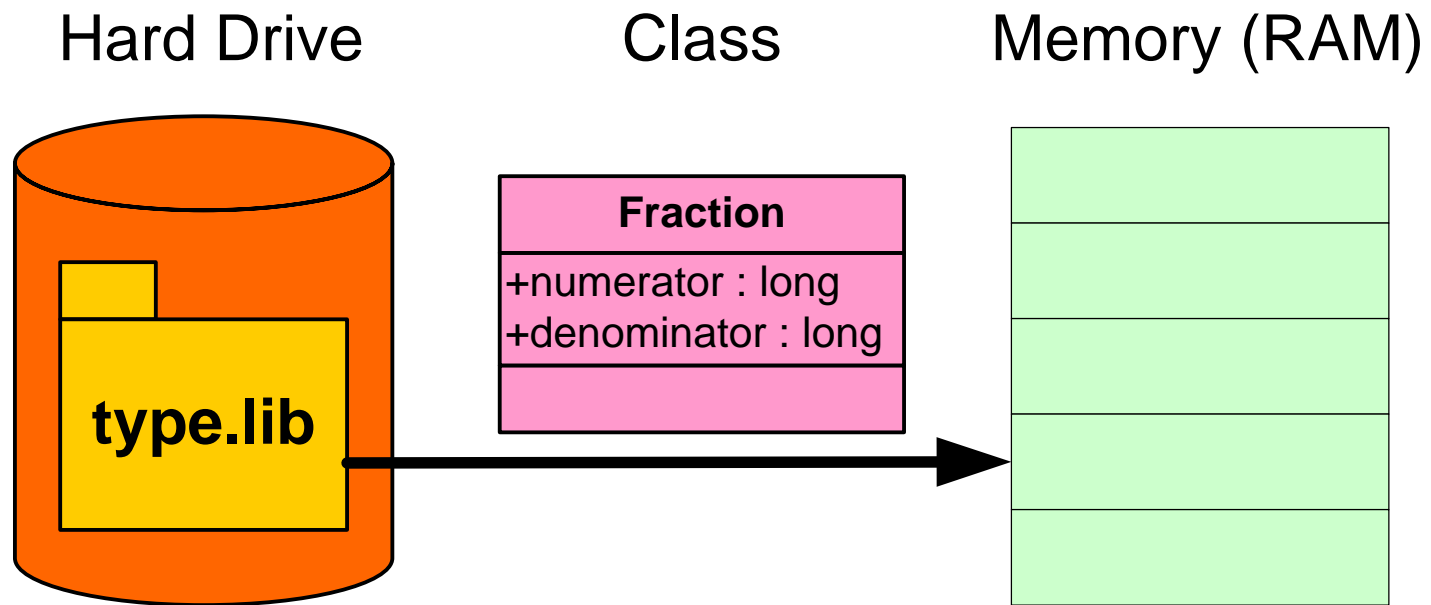 Hard Drive
Class
Memory (RAM)
Fraction
+numerator : long
+denominator : long
type.lib